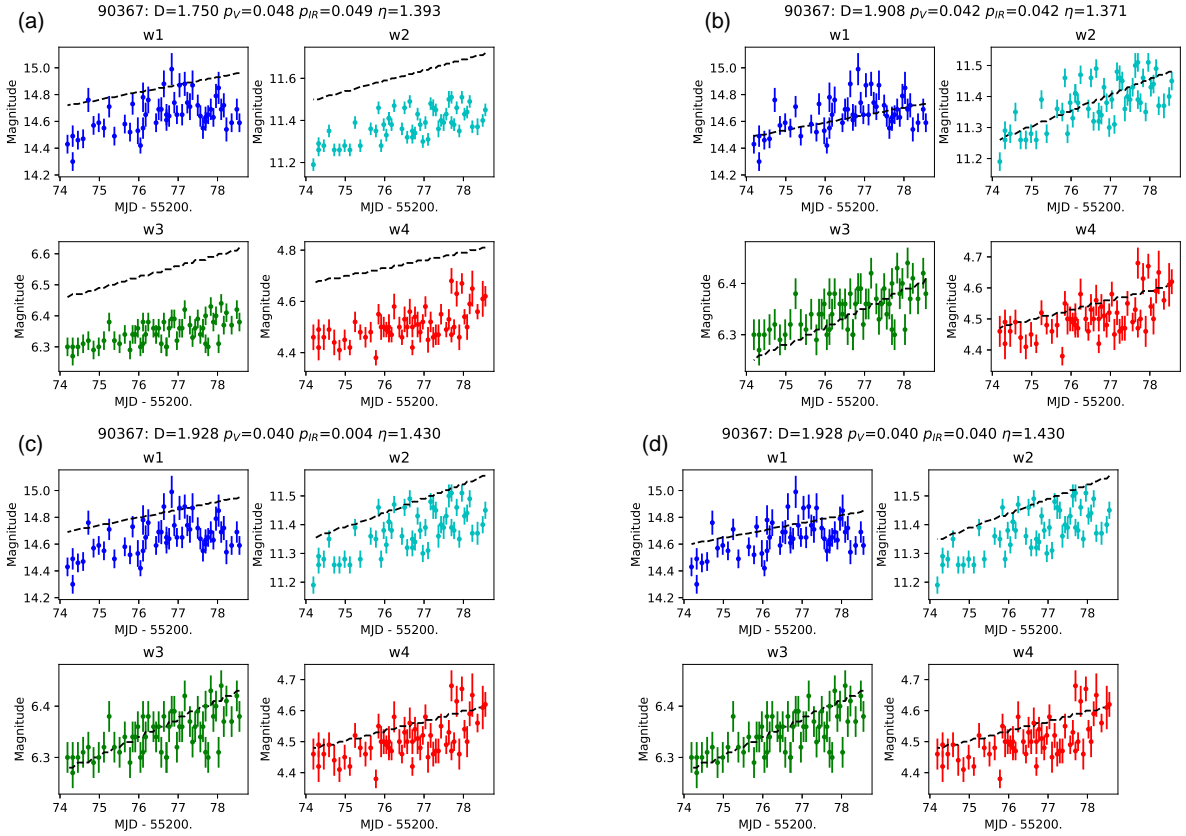 (a)
90367: D=1.750 p_V=0.048 p_IR=0.049 η=1.393
w1
Magnitude
15.0
14.8
14.6
14.4
14.2
74 75 76 77 78
MJD - 55200.
w2
Magnitude
11.6
11.4
11.2
74 75 76 77 78
MJD - 55200.
w3
Magnitude
6.6
6.5
6.4
6.3
74 75 76 77 78
MJD - 55200.
w4
Magnitude
4.8
4.6
4.4
74 75 76 77 78
MJD - 55200.
(b)
90367: D=1.908 p_V=0.042 p_IR=0.042 η=1.371
w1
Magnitude
15.0
14.8
14.6
14.4
14.2
74 75 76 77 78
MJD - 55200.
w2
Magnitude
11.5
11.4
11.3
11.2
74 75 76 77 78
MJD - 55200.
w3
Magnitude
6.4
6.3
74 75 76 77 78
MJD - 55200.
w4
Magnitude
4.7
4.6
4.5
4.4
74 75 76 77 78
MJD - 55200.
(c)
90367: D=1.928 p_V=0.040 p_IR=0.004 η=1.430
w1
Magnitude
15.0
14.8
14.6
14.4
14.2
74 75 76 77 78
MJD - 55200.
w2
Magnitude
11.5
11.4
11.3
11.2
74 75 76 77 78
MJD - 55200.
w3
Magnitude
6.4
6.3
74 75 76 77 78
MJD - 55200.
w4
Magnitude
4.7
4.6
4.5
4.4
74 75 76 77 78
MJD - 55200.
(d)
90367: D=1.928 p_V=0.040 p_IR=0.040 η=1.430
w1
Magnitude
15.0
14.8
14.6
14.4
14.2
74 75 76 77 78
MJD - 55200.
w2
Magnitude
11.5
11.4
11.3
11.2
74 75 76 77 78
MJD - 55200.
w3
Magnitude
6.4
6.3
74 75 76 77 78
MJD - 55200.
w4
Magnitude
4.7
4.6
4.5
4.4
74 75 76 77 78
MJD - 55200.